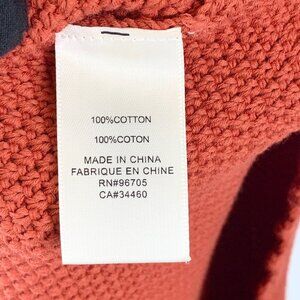 100%COTTON
100%COTON
MADE IN CHINA
FABRIQUE EN CHINE
RN#96705
CA#34460